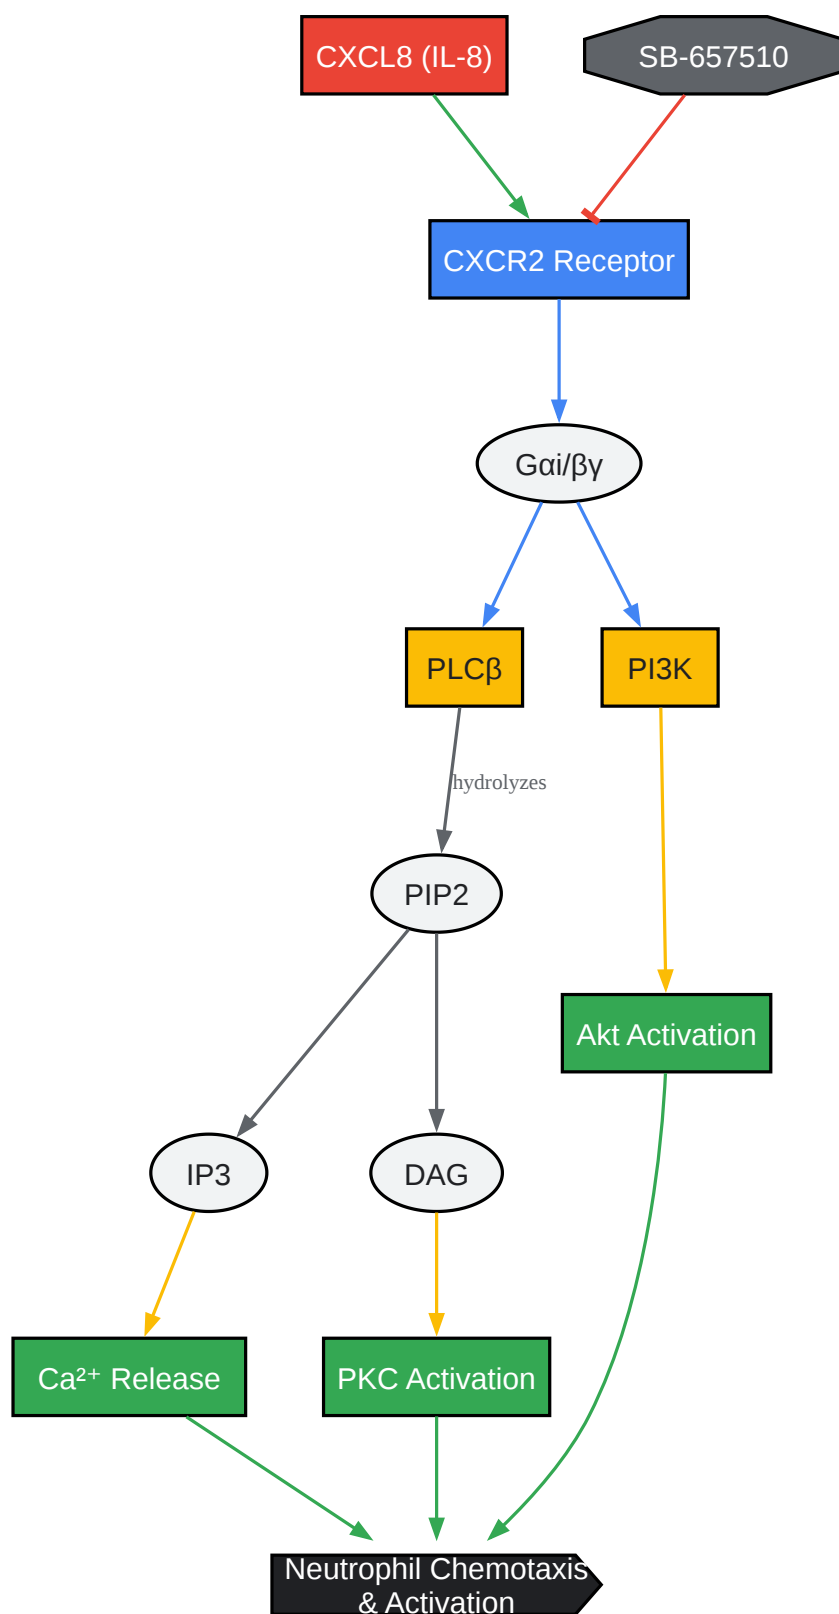 CXCL8 (IL-8)
SB-657510
CXCR2 Receptor
Gαi/βγ
PLCβ
PI3K
hydrolyzes
PIP2
Akt Activation
IP3
DAG
Ca²⁺ Release
PKC Activation
Neutrophil Chemotaxis
& Activation